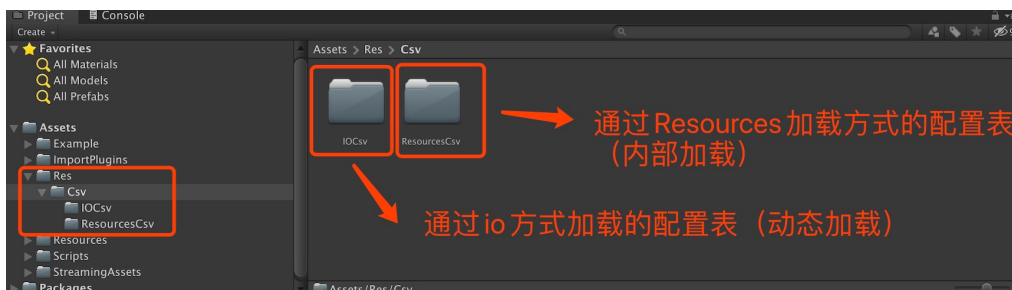 Project
Console
Create
Favorites
All Materials
All Models
All Prefabs
Assets
Example
ImportPlugins
Res
Csv
IOCsv
ResourcesCsv
Resources
Scripts
StreamingAssets
Packages
Assets > Res > Csv
IOCsv
ResourcesCsv
通过Resources加载方式的配置表
（内部加载）
通过io方式加载的配置表（动态加载）
Assets/Res/Csv